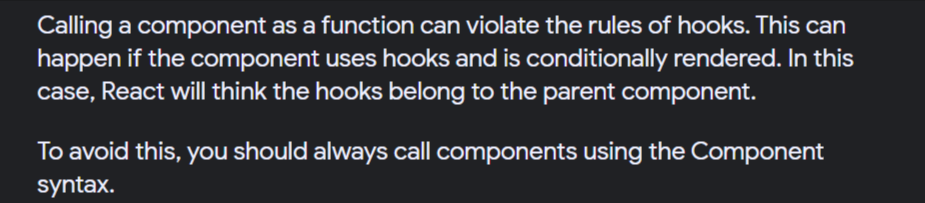 Calling a component as a function can violate the rules of hooks. This can
happen if the component uses hooks and is conditionally rendered. In this
case, React will think the hooks belong to the parent component.
To avoid this, you should always call components using the Component
syntax.